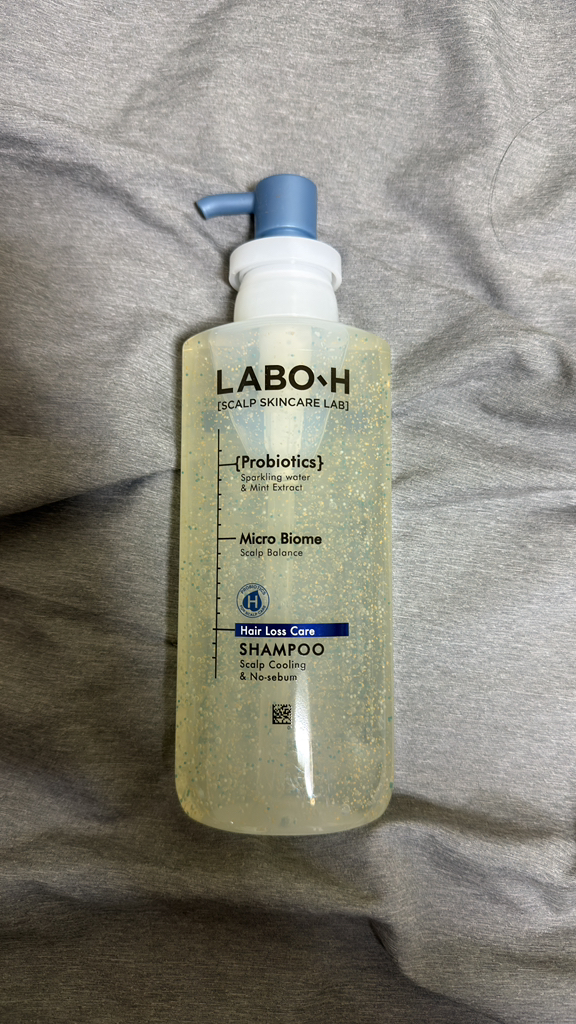 LABO-H
[SCALP SKINCARE LAB]
{Probiotics}
Sparkling water
& Mint Extract
Micro Biome
Scalp Balance
H
Hair Loss Care
SHAMPOO
Scalp Cooling
& No-sebum